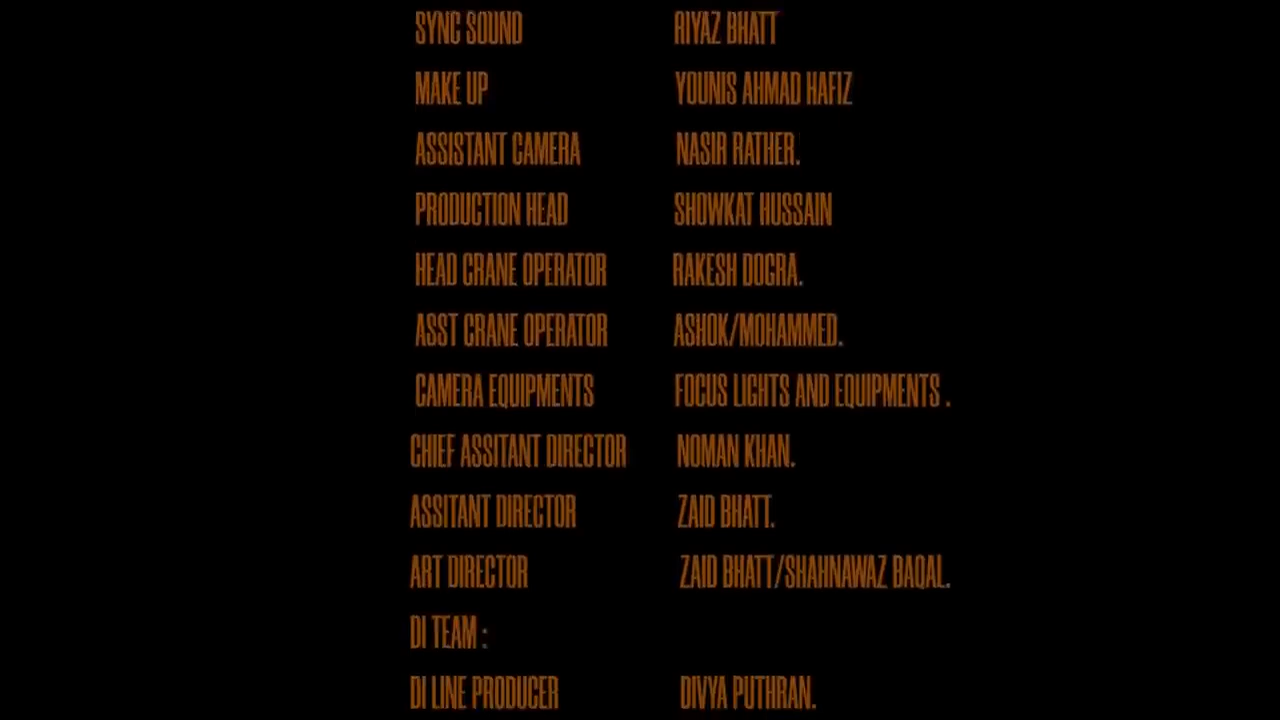 SYNC SOUND RIYAZ BHATT
MAKE UP YOUNIS AHMAD HAFIZ
ASSISTANT CAMERA NASIR RATHER.
PRODUCTION HEAD SHOWKAT HUSSAIN
HEAD CRANE OPERATOR RAKESH DOGRA.
ASST CRANE OPERATOR ASHOK/MOHAMMED.
CAMERA EQUIPMENTS FOCUS LIGHTS AND EQUIPMENTS .
CHIEF ASSITANT DIRECTOR NOMAN KHAN.
ASSITANT DIRECTOR ZAID BHATT.
ART DIRECTOR ZAID BHATT/SHAHNAWAZ BAQAL.
DI TEAM :
DI LINE PRODUCER DIVYA PUTHRAN.